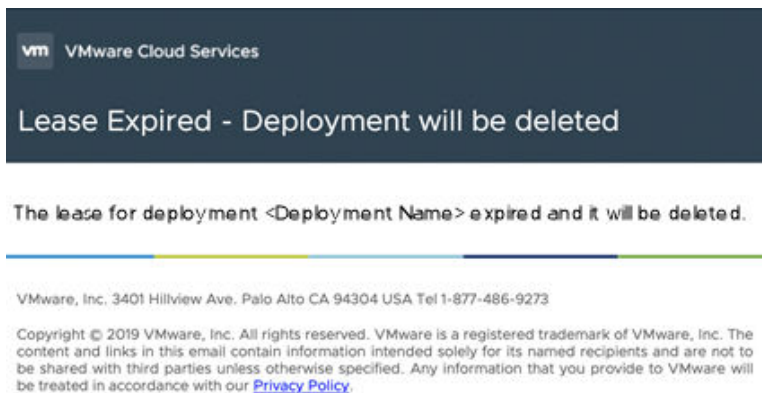 vm VMware Cloud Services
Lease Expired - Deployment will be deleted
The lease for deployment <Deployment Name> expired and it will be deleted.
VMware, Inc. 3401 Hillview Ave. Palo Alto CA 94304 USA Tel 1-877-486-9273
Copyright © 2019 VMware, Inc. All rights reserved. VMware is a registered trademark of VMware, Inc. The
content and links in this email contain information intended solely for its named recipients and are not to
be shared with third parties unless otherwise specified. Any information that you provide to VMware will
be treated in accordance with our Privacy Policy.